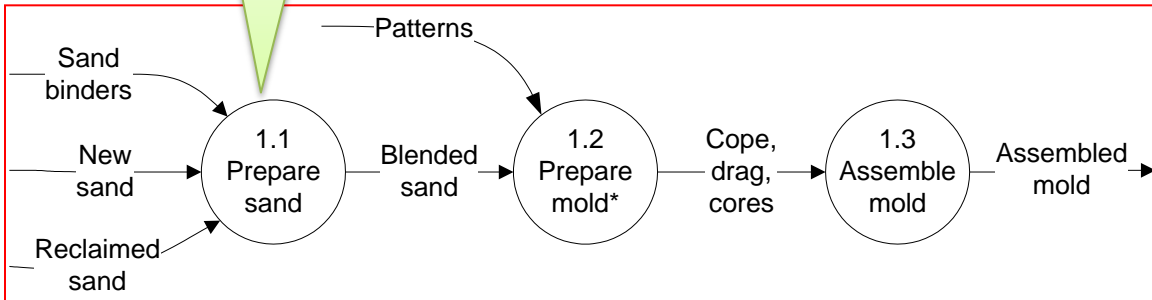 Patterns
Sand
binders
New
sand
Reclaimed
sand
1.1
Prepare
sand
Blended
sand
1.2
Prepare
mold*
Cope,
drag,
cores
1.3
Assemble
mold
Assembled
mold